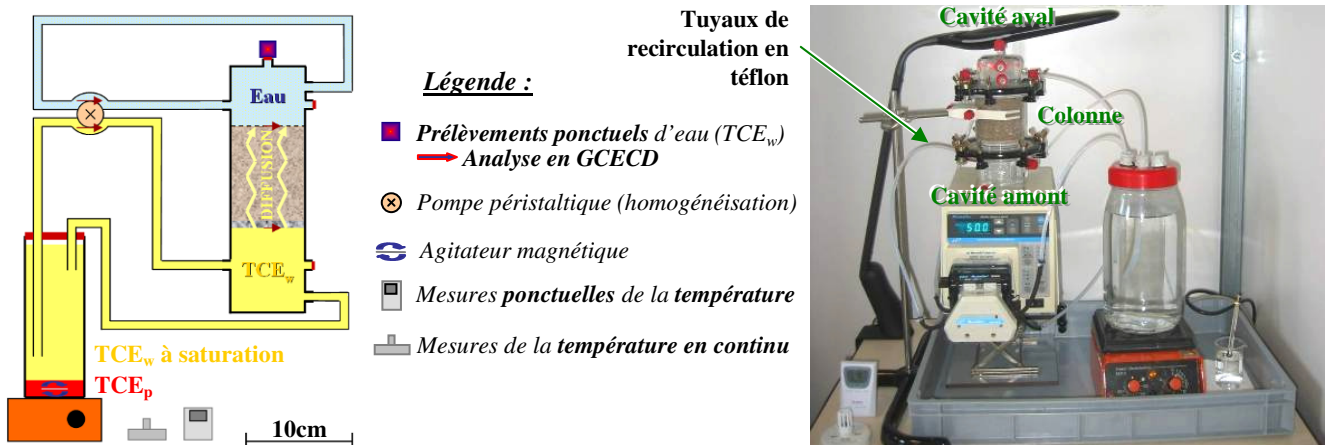 Eau
DIFFUSION
TCEw
TCEw à saturation
TCEp
10cm
Légende :
Prélèvements ponctuels d'eau (TCEw)
Analyse en GCECD
Pompe péristaltique (homogénéisation)
Agitateur magnétique
Mesures ponctuelles de la température
Mesures de la température en continu
Tuyaux de
recirculation en
téflon
Cavité aval
Colonne
Cavité amont
500